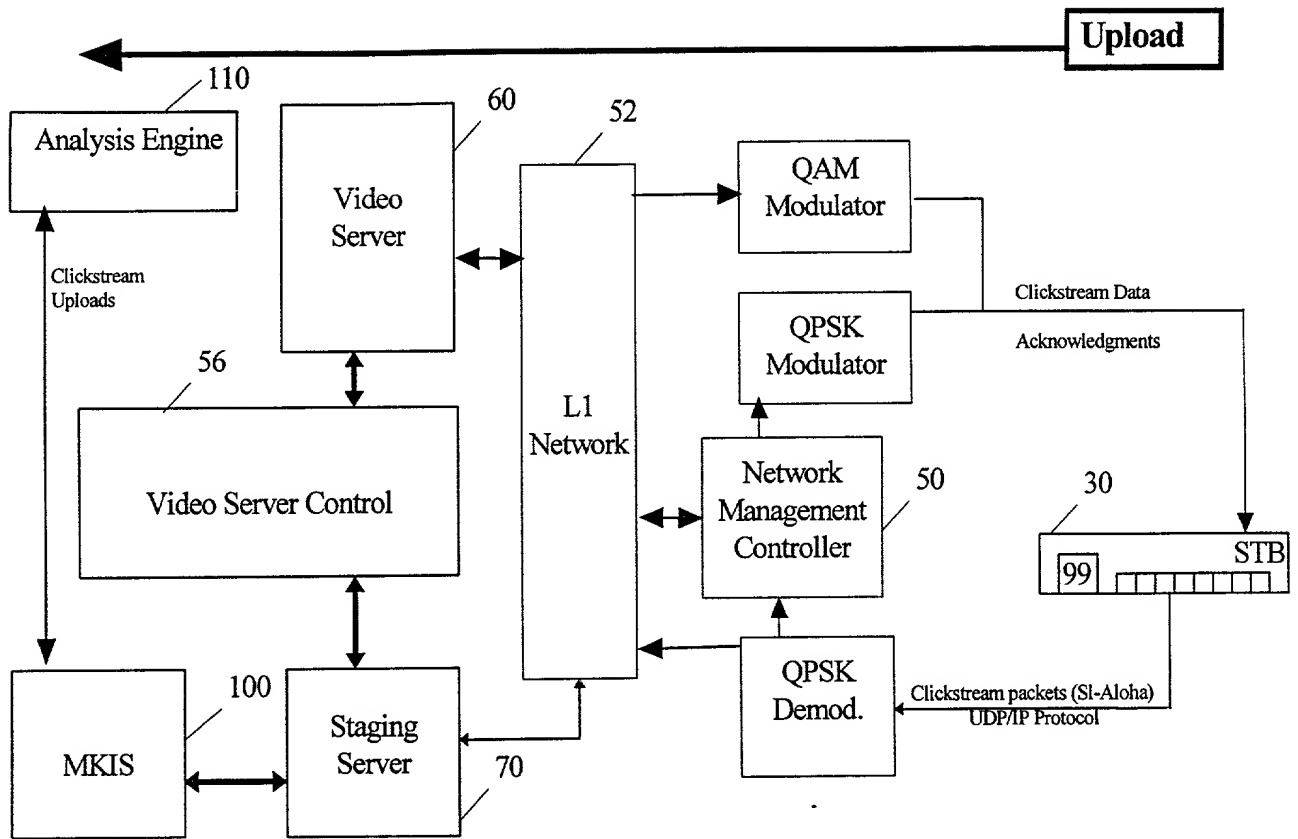 Upload
110
Analysis Engine
60
52
Video
Server
QAM
Modulator
Clickstream
Uploads
QPSK
Modulator
Clickstream Data
Acknowledgments
56
L1
Network
Video Server Control
Network
Management
Controller
50
30
STB
99
100
MKIS
Staging
Server
70
QPSK
Demod.
Clickstream packets (Sl-Aloha)
UDP/IP Protocol